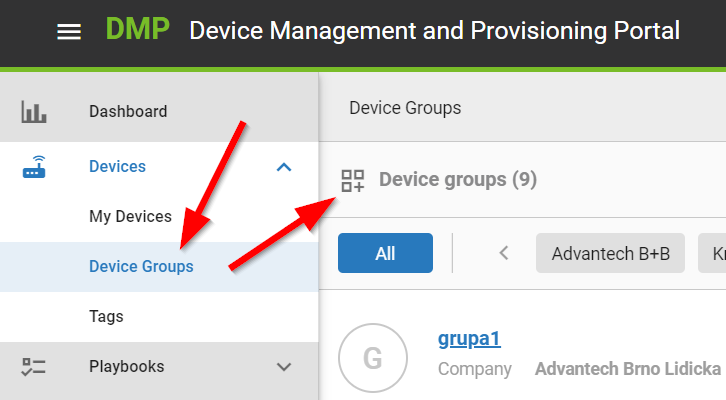 DMP Device Management and Provisioning Portal
Dashboard
Devices
My Devices
Device Groups
Tags
Playbooks
Device Groups
Device groups (9)
All
Advantech B+B
G
grupa1
Company Advantech Brno Lidicka